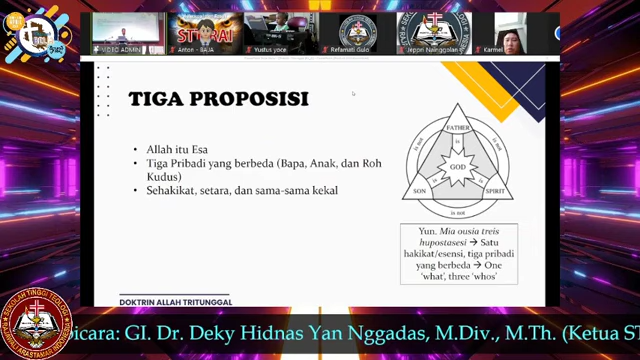 Anton - BAJA
Yustus yoce
Refamati Gulo
Jeppri Nainggolan
Karmel
TIGA PROPOSISI
• Allah itu Esa
• Tiga Pribadi yang berbeda (Bapa, Anak, dan Roh
Kudus)
• Sehakikat, setara, dan sama-sama kekal
FATHER
is not
is
is not
GOD
is
is
SON
SPIRIT
is not
Yun. Mia ousia treis
hupostasesi → Satu
hakikat/esensi, tiga pribadi
yang berbeda → One
'what', three 'whos'
DOKTRIN ALLAH TRITUNGGAL
bicara: GI. Dr. Deky Hidnas Yan Nggadas, M.Div., M.Th. (Ketua ST